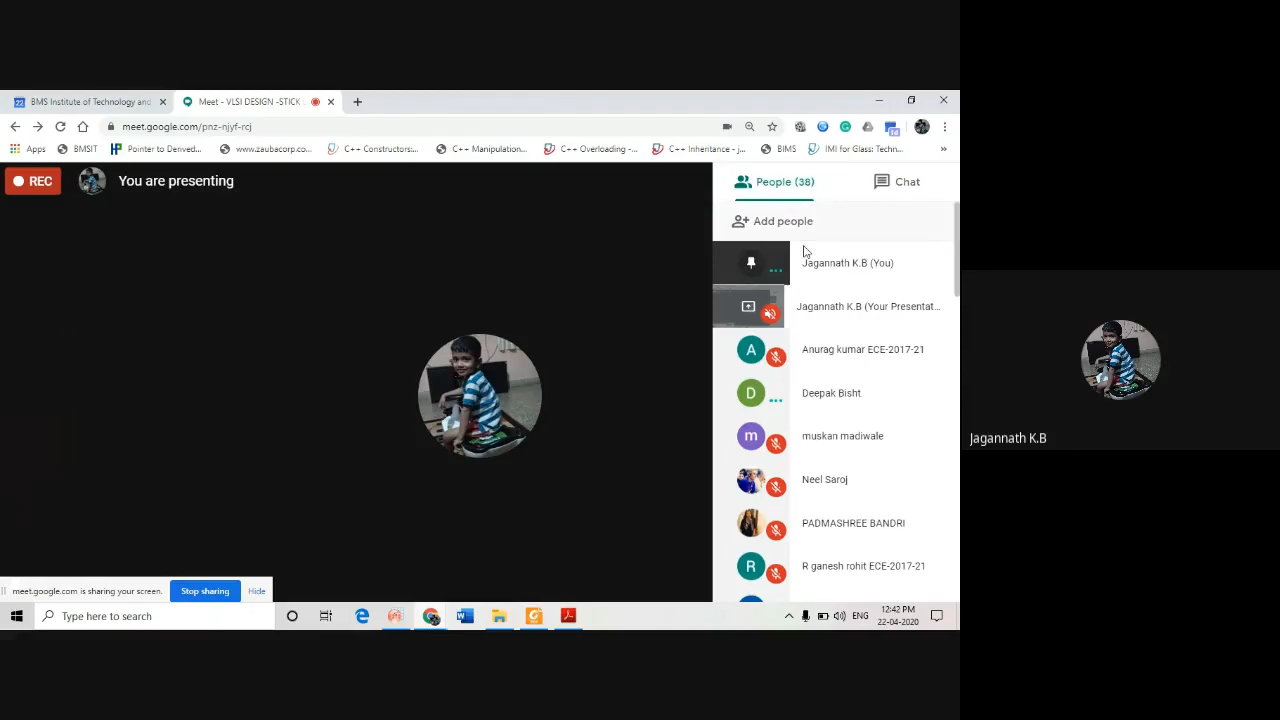 BMS Institute of Technology and
Meet - VLSI DESIGN -STICK
meet.google.com/pnz-njyf-rcj
Apps
BMSIT
Pointer to Denved...
www.zaubacorp.co...
C++ Constructors:...
C++ Manipulation...
C++ Overloading -...
C++ Inheritance - j...
BIMS
IMI for Glass: Techn...
»
REC
You are presenting
People (38)
Chat
Add people
Jagannath K.B (You)
Jagannath K.B (Your Presentat...
A
Anurag kumar ECE-2017-21
D
Deepak Bisht
m
muskan madiwale
Neel Saroj
PADMASHREE BANDRI
R
R ganesh rohit ECE-2017-21
meet.google.com is sharing your screen.
Stop sharing
Hide
Type here to search
ENG
12:42 PM
22-04-2020
Jagannath K.B